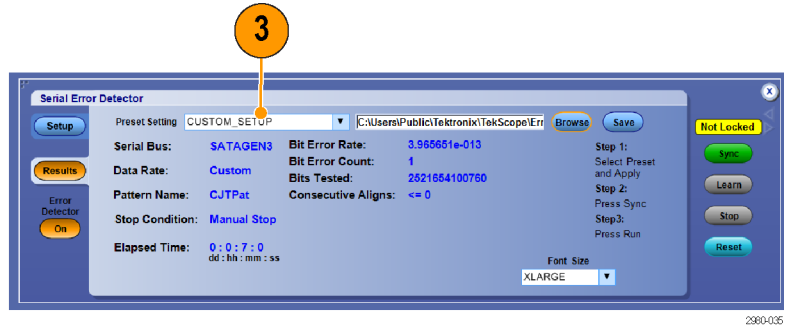 3
Serial Error Detector
x
Preset Setting CUSTOM_SETUP C:\Users\Public\Tektronix\TekScope\Err Browse Save
Setup
Not Locked
Serial Bus: SATAGEN3 Bit Error Rate: 3.965651e-013 Step 1:
Bit Error Count: 1 Select Preset
Sync
Results
Data Rate: Custom Bits Tested: 2521654100760 and Apply
Pattern Name: CJTPat Consecutive Aligns: <= 0 Step 2:
Learn
Error
Detector
Press Sync
Stop Condition: Manual Stop Step3:
Stop
On
Press Run
Elapsed Time: 0 : 0 : 7 : 0
dd : hh : mm : ss
Reset
Font Size
XLARGE
2980-035